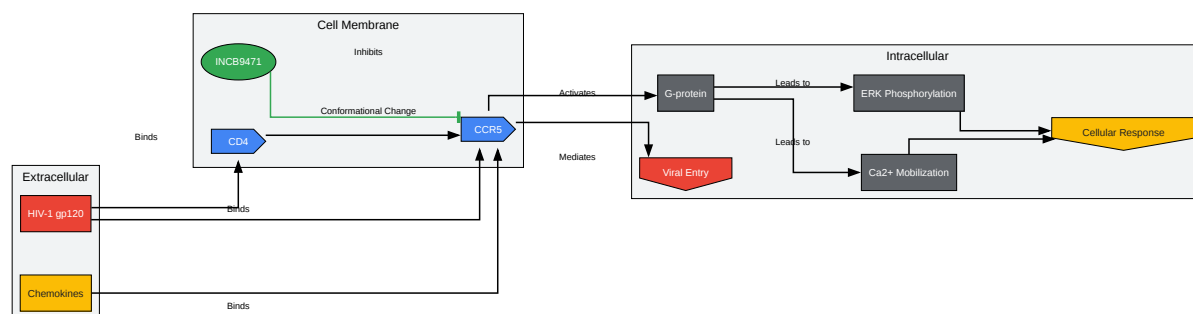 Cell Membrane
INCB9471
Inhibits
Conformational Change
CD4
CCR5
Binds
Extracellular
HIV-1 gp120
Binds
Chemokines
Binds
Intracellular
Activates
G-protein
Leads to
ERK Phosphorylation
Cellular Response
Leads to
Mediates
Viral Entry
Ca2+ Mobilization